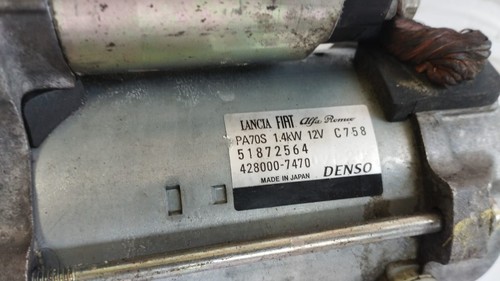 LANCIA FIAT Alfa Romeo
PA70S 1.4kW 12V C758
51872564
428000-7470
MADE IN JAPAN DENSO